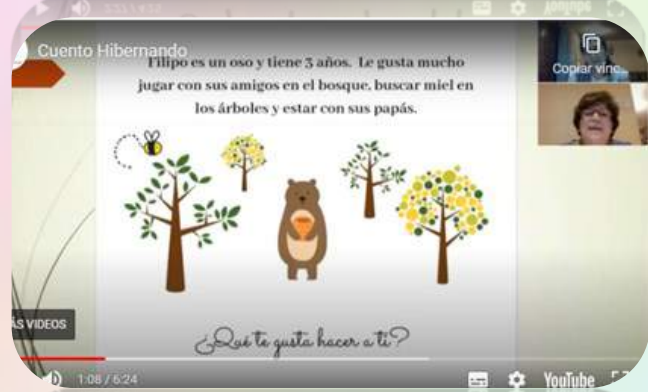 Cuento Hibernando
Copiar vínc...
Filipo es un oso y tiene 3 años. Le gusta mucho
jugar con sus amigos en el bosque, buscar miel en
los árboles y estar con sus papás.
ÁS VIDEOS
¿Qué te gusta hacer a ti?
1:08 / 6:24
YouTube